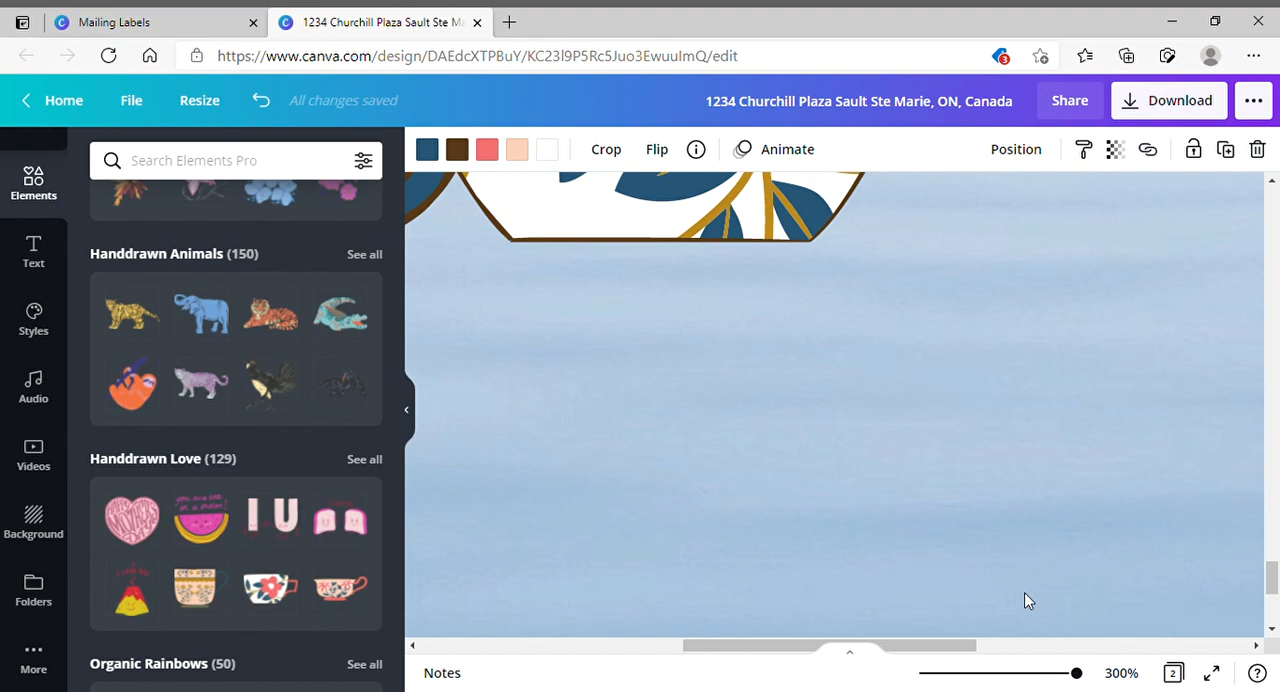 Mailing Labels
1234 Churchill Plaza Sault Ste Ma
https://www.canva.com/design/DAEdcXTPBuY/KC23l9P5Rc5Juo3EwuuImQ/edit
3
Home File Resize All changes saved 1234 Churchill Plaza Sault Ste Marie, ON, Canada Share Download
Search Elements Pro
Crop Flip Animate Position
Elements
Text
Styles
Audio
Videos
Background
Folders
More
Handdrawn Animals (150) See all
Handdrawn Love (129) See all
I U
Organic Rainbows (50) See all
Notes 300% 2